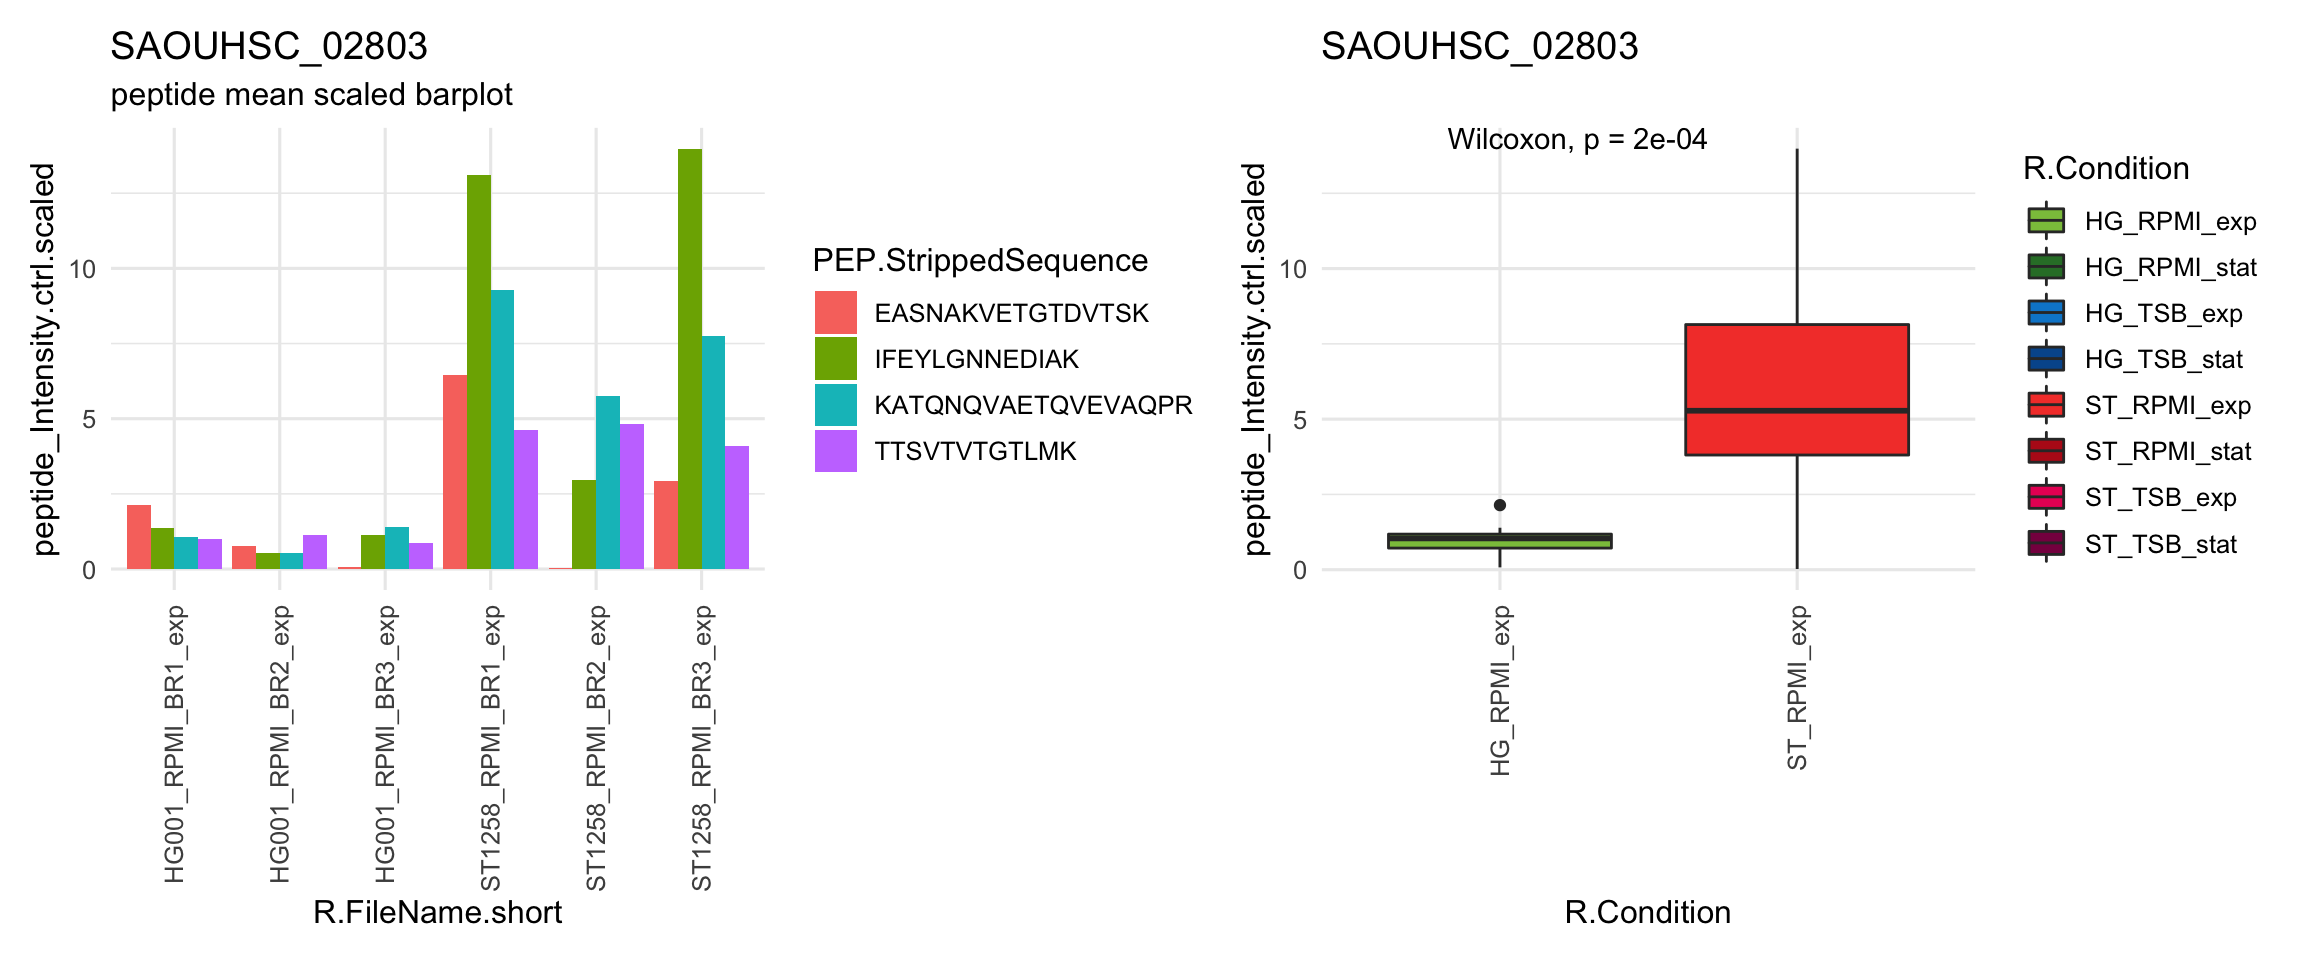 SAOUHSC_02803
peptide mean scaled barplot
peptide_Intensity.ctrl.scaled
10
5
0
HG001_RPMI_BR1_exp
HG001_RPMI_BR2_exp
HG001_RPMI_BR3_exp
ST1258_RPMI_BR1_exp
ST1258_RPMI_BR2_exp
ST1258_RPMI_BR3_exp
R.FileName.short
PEP.StrippedSequence
EASNAKVETGTDVTSK
IFEYLGNNEDIAK
KATQNQVAETQVEVAQPR
TTSVTVTGTLMK
SAOUHSC_02803
Wilcoxon, p = 2e-04
peptide_Intensity.ctrl.scaled
10
5
0
HG_RPMI_exp
ST_RPMI_exp
R.Condition
R.Condition
HG_RPMI_exp
HG_RPMI_stat
HG_TSB_exp
HG_TSB_stat
ST_RPMI_exp
ST_RPMI_stat
ST_TSB_exp
ST_TSB_stat